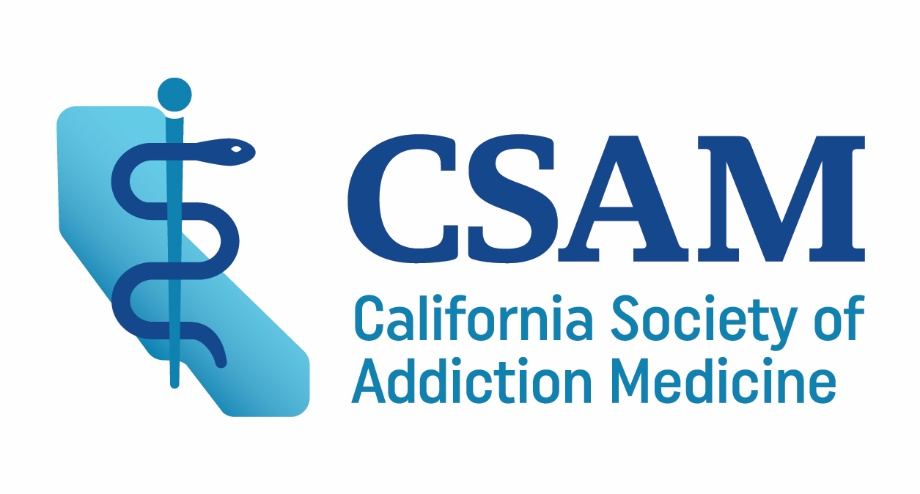 CSAM
California Society of
Addiction Medicine